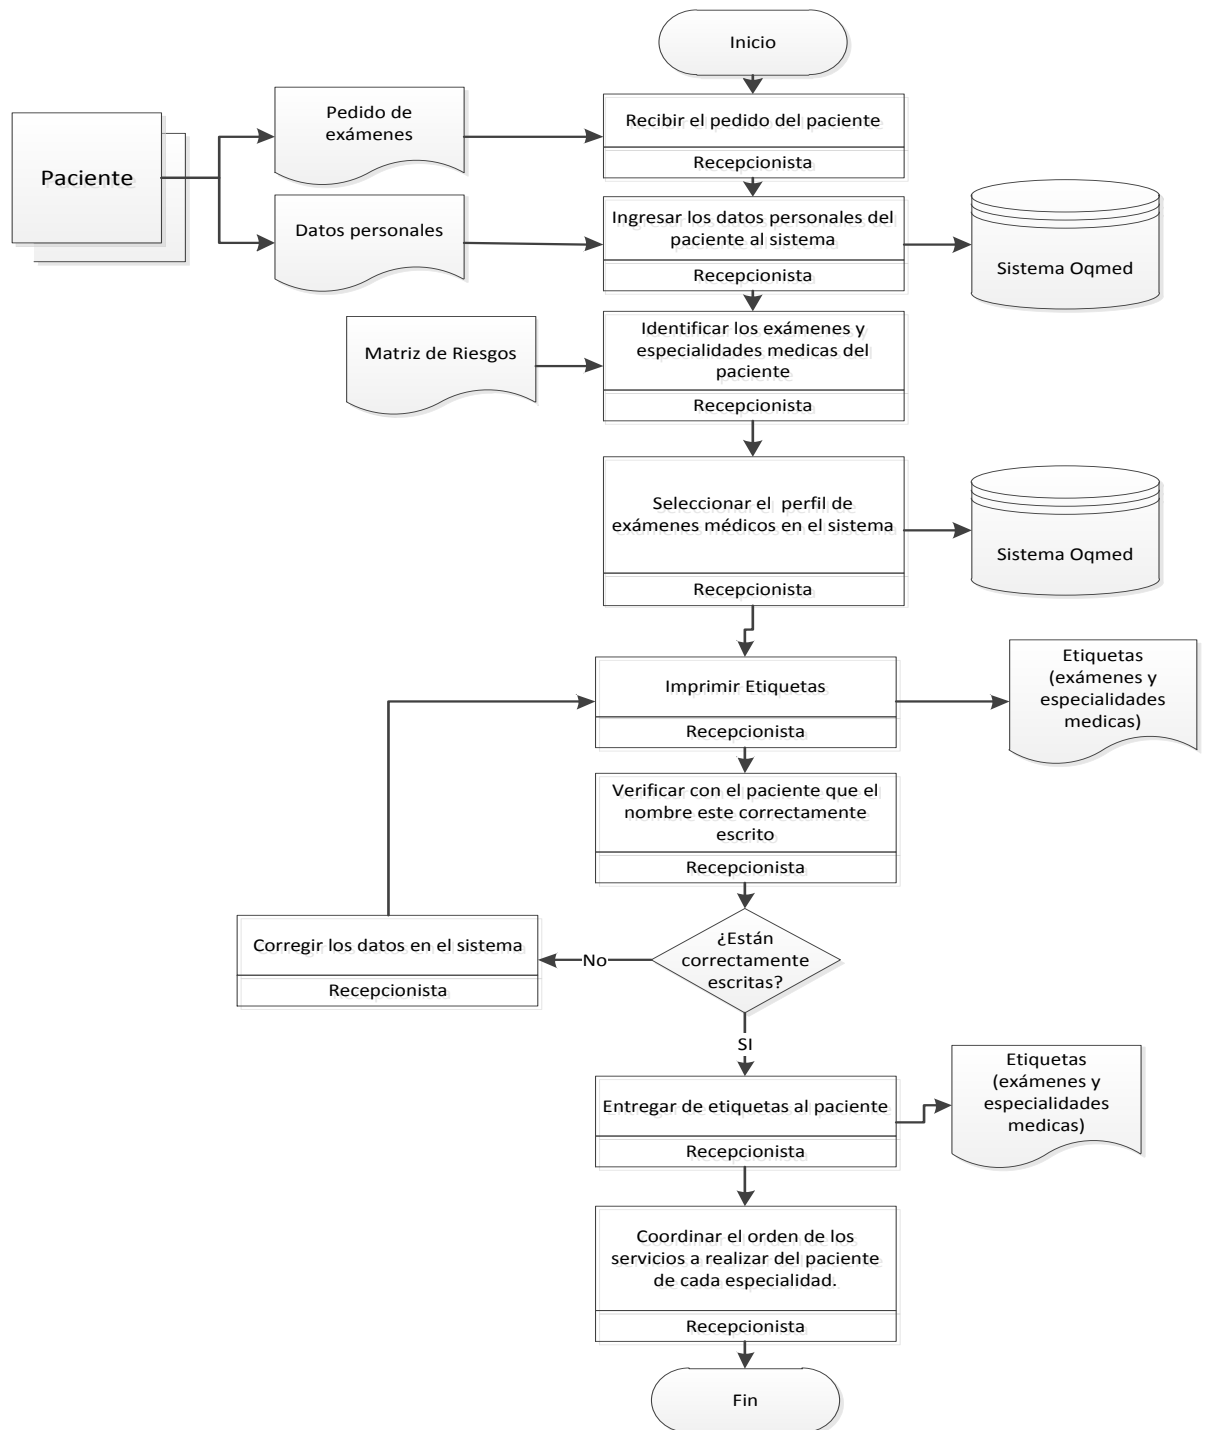 Inicio
Paciente
Pedido de
exámenes
Recibir el pedido del paciente
Recepcionista
Datos personales
Ingresar los datos personales del
paciente al sistema
Recepcionista
Sistema Oqmed
Matriz de Riesgos
Identificar los exámenes y
especialidades medicas del
paciente
Recepcionista
Seleccionar el perfil de
exámenes médicos en el sistema
Recepcionista
Sistema Oqmed
Imprimir Etiquetas
Recepcionista
Etiquetas
(exámenes y
especialidades
medicas)
Verificar con el paciente que el
nombre este correctamente
escrito
Recepcionista
¿Están
correctamente
escritas?
No
Corregir los datos en el sistema
Recepcionista
SI
Entregar de etiquetas al paciente
Recepcionista
Etiquetas
(exámenes y
especialidades
medicas)
Coordinar el orden de los
servicios a realizar del paciente
de cada especialidad.
Recepcionista
Fin